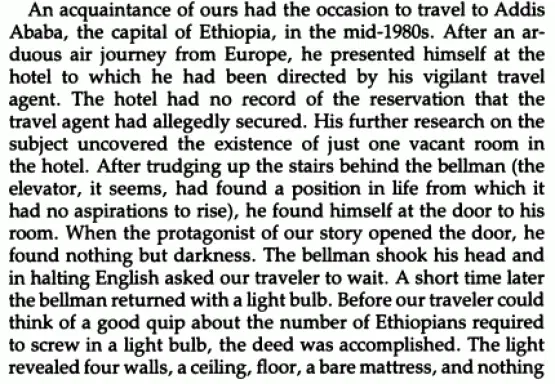 An acquaintance of ours had the occasion to travel to Addis
Ababa, the capital of Ethiopia, in the mid-1980s. After an ar-
duous air journey from Europe, he presented himself at the
hotel to which he had been directed by his vigilant travel
agent. The hotel had no record of the reservation that the
travel agent had allegedly secured. His further research on the
subject uncovered the existence of just one vacant room in
the hotel. After trudging up the stairs behind the bellman (the
elevator, it seems, had found a position in life from which it
had no aspirations to rise), he found himself at the door to his
room. When the protagonist of our story opened the door, he
found nothing but darkness. The bellman shook his head and
in halting English asked our traveler to wait. A short time later
the bellman returned with a light bulb. Before our traveler could
think of a good quip about the number of Ethiopians required
to screw in a light bulb, the deed was accomplished. The light
revealed four walls, a ceiling, floor, a bare mattress, and nothing